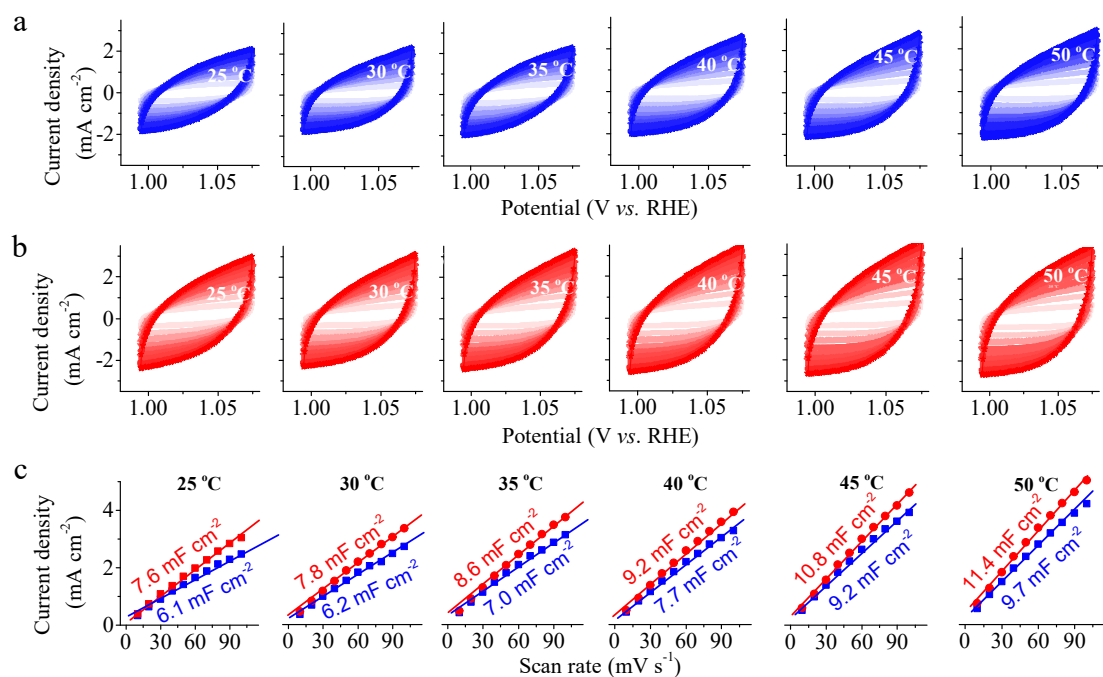 a
Current density
(mA cm⁻²)
2
0
-2
25 °C
30 °C
35 °C
40 °C
45 °C
50 °C
1.00 1.05
1.00 1.05
1.00 1.05
1.00 1.05
1.00 1.05
1.00 1.05
Potential (V vs. RHE)
b
Current density
(mA cm⁻²)
2
0
-2
25 °C
30 °C
35 °C
40 °C
45 °C
50 °C
1.00 1.05
1.00 1.05
1.00 1.05
1.00 1.05
1.00 1.05
1.00 1.05
Potential (V vs. RHE)
c
Current density
(mA cm⁻²)
4
2
0
25 °C
7.6 mF cm⁻²
6.1 mF cm⁻²
30 °C
7.8 mF cm⁻²
6.2 mF cm⁻²
35 °C
8.6 mF cm⁻²
7.0 mF cm⁻²
40 °C
9.2 mF cm⁻²
7.7 mF cm⁻²
45 °C
10.8 mF cm⁻²
9.2 mF cm⁻²
50 °C
11.4 mF cm⁻²
9.7 mF cm⁻²
0 30 60 90
0 30 60 90
0 30 60 90
0 30 60 90
0 30 60 90
0 30 60 90
Scan rate (mV s⁻¹)